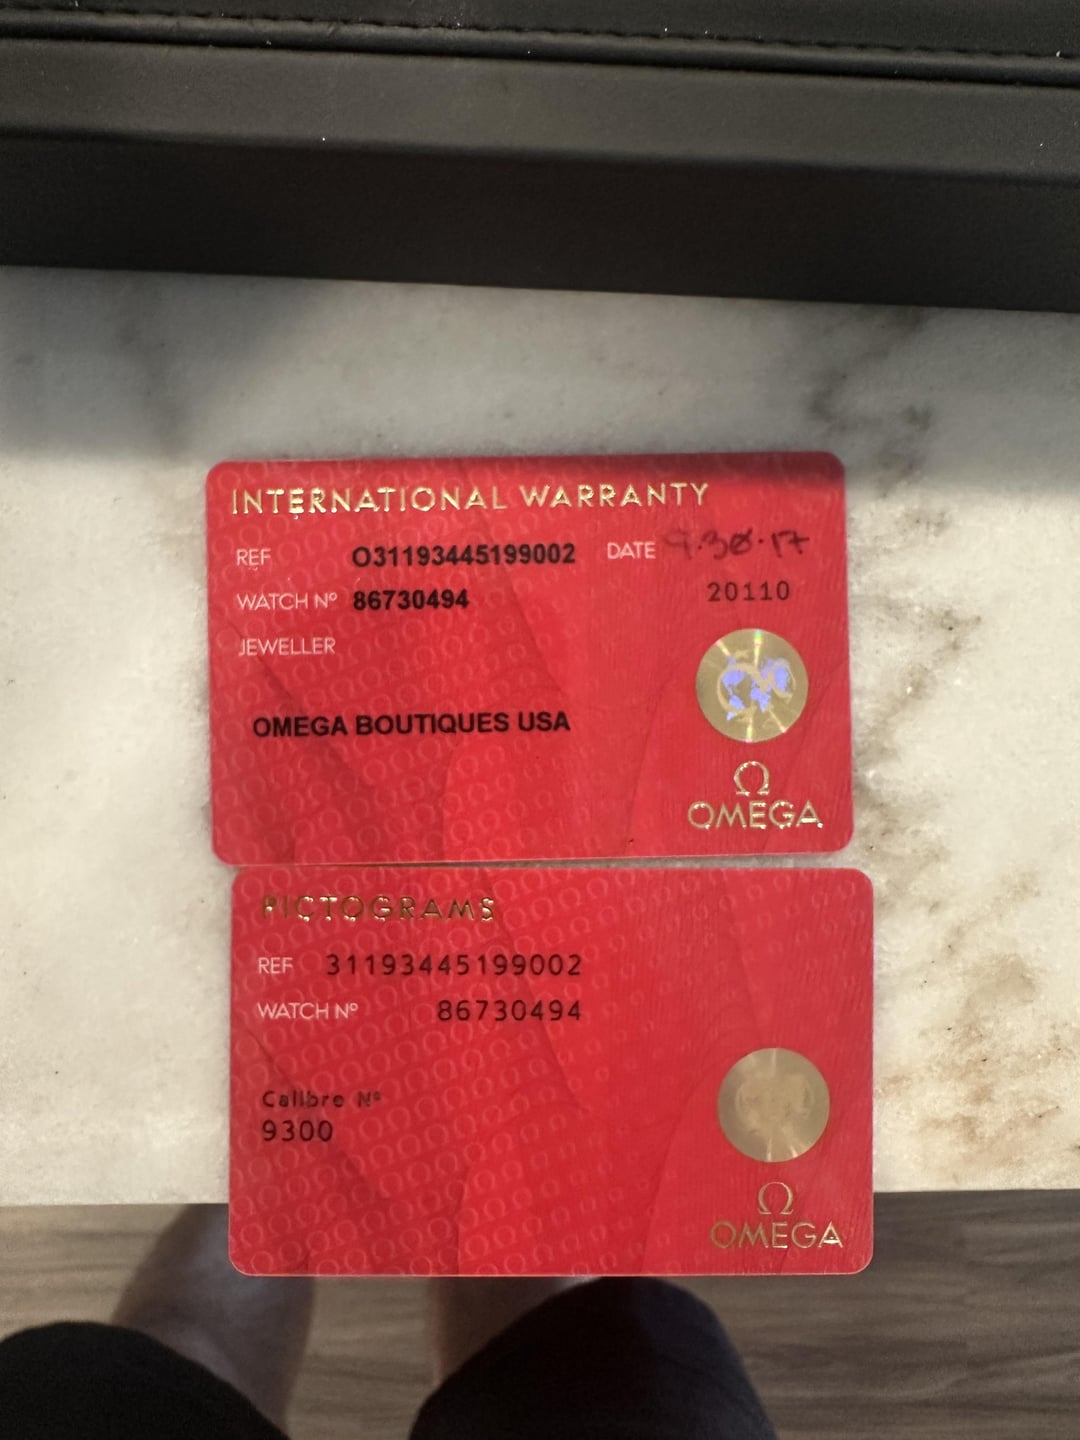 INTERNATIONAL WARRANTY
REF O31193445199002 DATE 9.30.17
WATCH Nº 86730494 20110
JEWELLER
OMEGA BOUTIQUES USA
Ω
OMEGA
PICTOGRAMS
REF 31193445199002
WATCH Nº 86730494
Calibre Nº
9300
Ω
OMEGA